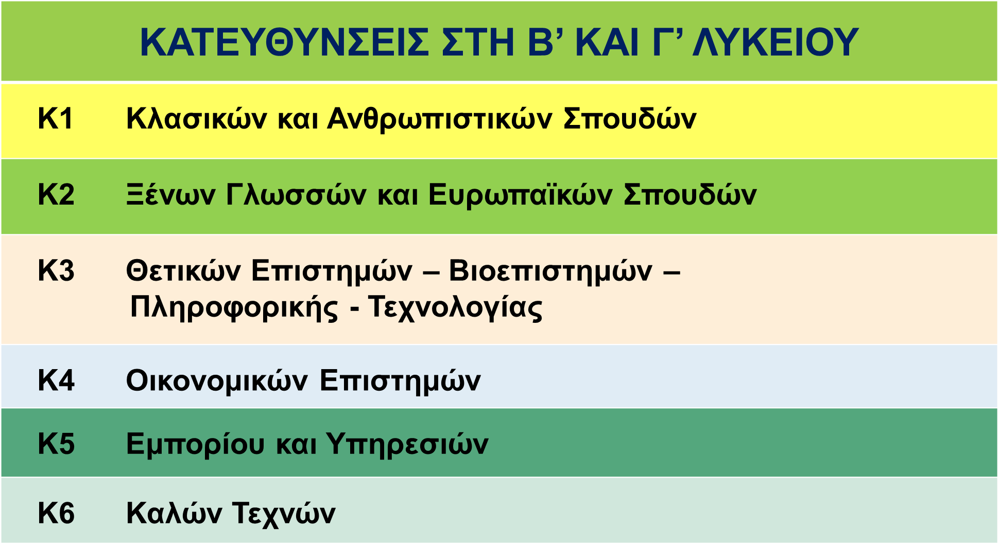 ΚΑΤΕΥΘΥΝΣΕΙΣ ΣΤΗ Β’ ΚΑΙ Γ’ ΛΥΚΕΙΟΥ
Κ1 Κλασικών και Ανθρωπιστικών Σπουδών
Κ2 Ξένων Γλωσσών και Ευρωπαϊκών Σπουδών
Κ3 Θετικών Επιστημών – Βιοεπιστημών –
Πληροφορικής - Τεχνολογίας
Κ4 Οικονομικών Επιστημών
Κ5 Εμπορίου και Υπηρεσιών
Κ6 Καλών Τεχνών